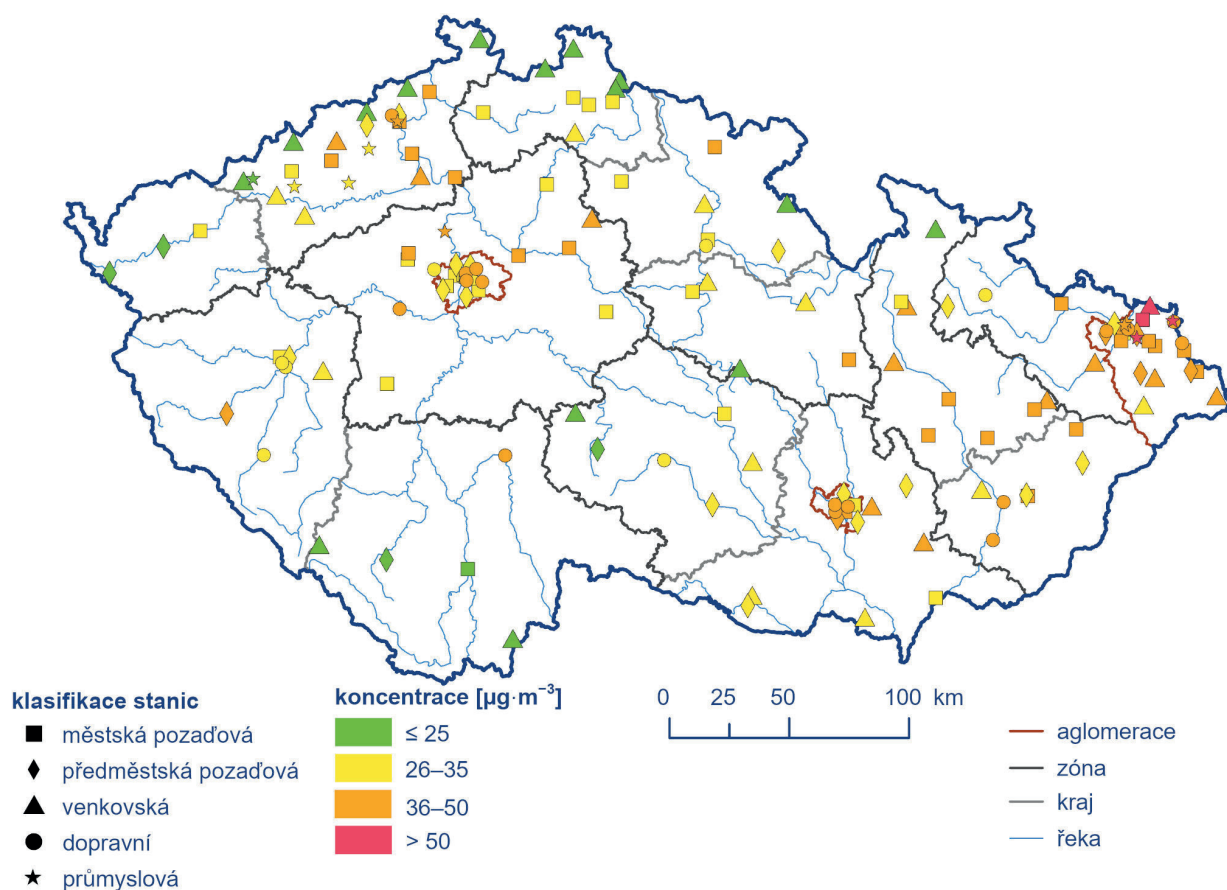 klasifikace stanic
městská pozaďová
předměstská pozaďová
venkovská
dopravní
průmyslová
koncentrace [µg·m⁻³]
≤ 25
26–35
36–50
> 50
0 25 50 100 km
aglomerace
zóna
kraj
řeka